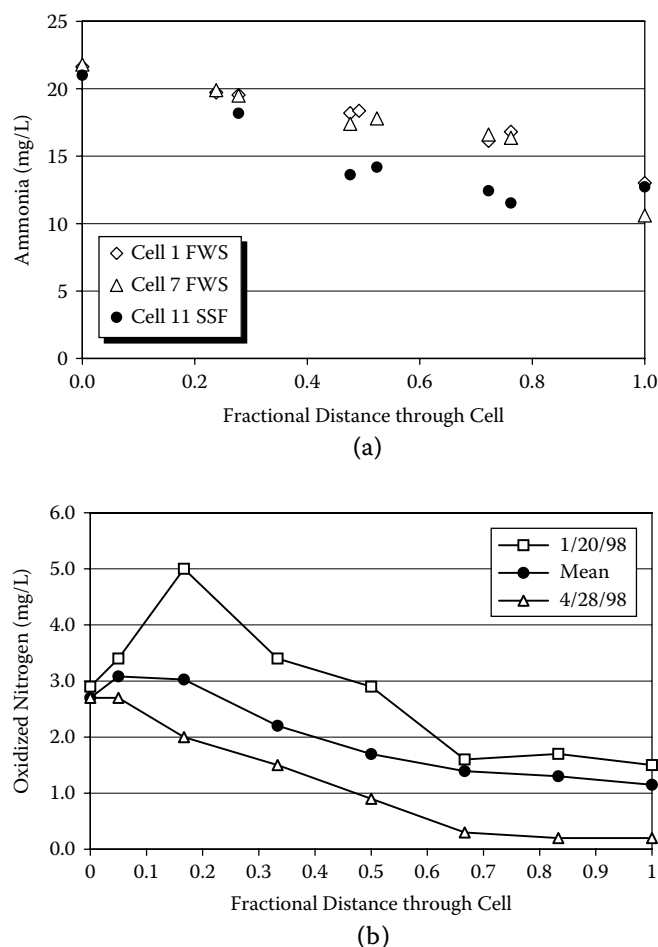 25
20
15
10
5
0
Ammonia (mg/L)
Cell 1 FWS
Cell 7 FWS
Cell 11 SSF
0.0 0.2 0.4 0.6 0.8 1.0
Fractional Distance through Cell
(a)
6.0
5.0
4.0
3.0
2.0
1.0
0.0
Oxidized Nitrogen (mg/L)
1/20/98
Mean
4/28/98
0 0.1 0.2 0.3 0.4 0.5 0.6 0.7 0.8 0.9 1
Fractional Distance through Cell
(b)